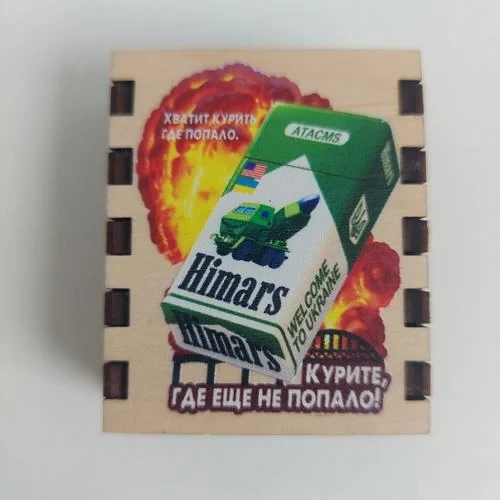 ХВАТИТ КУРИТЬ
ГДЕ ПОПАЛО.
ATACMS
Himars
WELCOME
TO UKRAINE
Himars
КУРИТЕ,
ГДЕ ЕЩЕ НЕ ПОПАЛО!